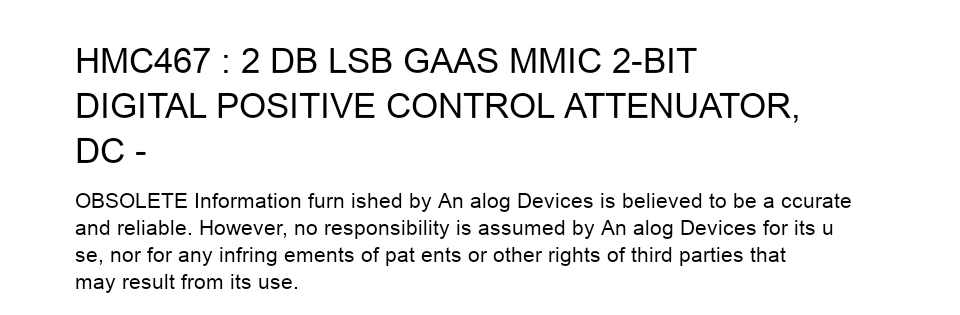 HMC467 : 2 DB LSB GAAS MMIC 2-BIT
DIGITAL POSITIVE CONTROL ATTENUATOR,
DC -
OBSOLETE Information furn ished by An alog Devices is believed to be a ccurate
and reliable. However, no responsibility is assumed by An alog Devices for its u
se, nor for any infring ements of pat ents or other rights of third parties that
may result from its use.